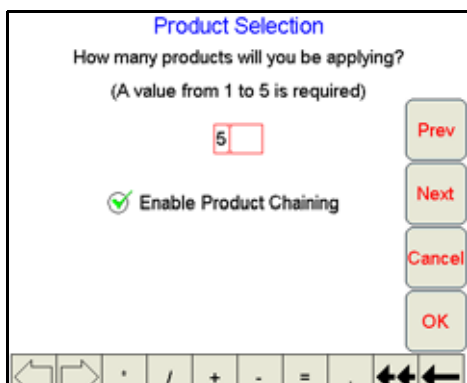 Product Selection
How many products will you be applying?
(A value from 1 to 5 is required)
5
Prev
Enable Product Chaining
Next
Cancel
OK
' / + - = .